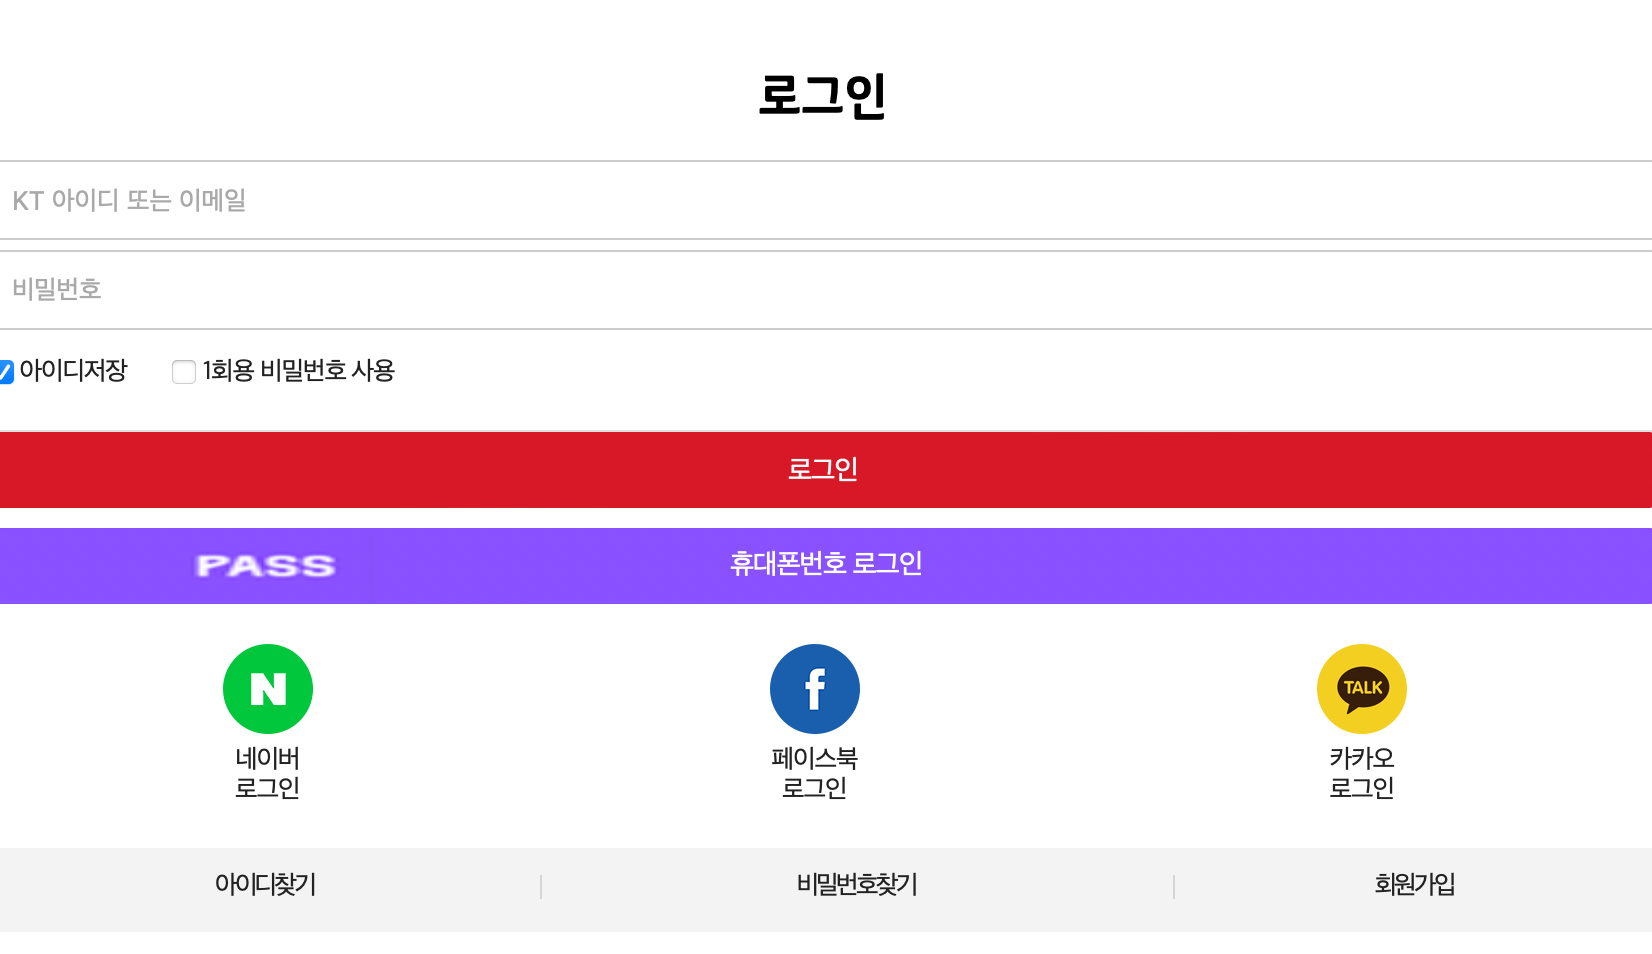 로그인
KT 아이디 또는 이메일
비밀번호
아이디저장 1회용 비밀번호 사용
로그인
PASS 휴대폰번호 로그인
N f TALK
네이버 페이스북 카카오
로그인 로그인 로그인
아이디찾기 비밀번호찾기 회원가입